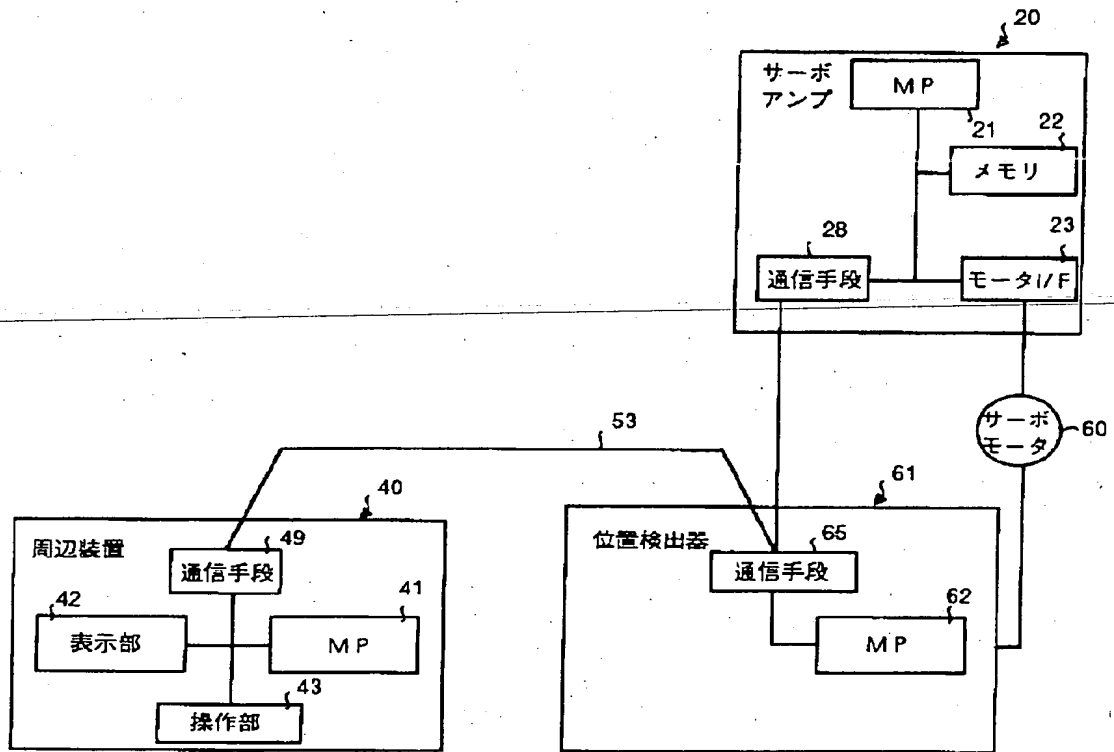 20
サーボ
アンプ
MP
21
22
メモリ
28
23
通信手段
モータI/F
53
サーボ
モータ
60
40
61
周辺装置
49
通信手段
位置検出器
65
通信手段
42
41
62
表示部
MP
MP
43
操作部